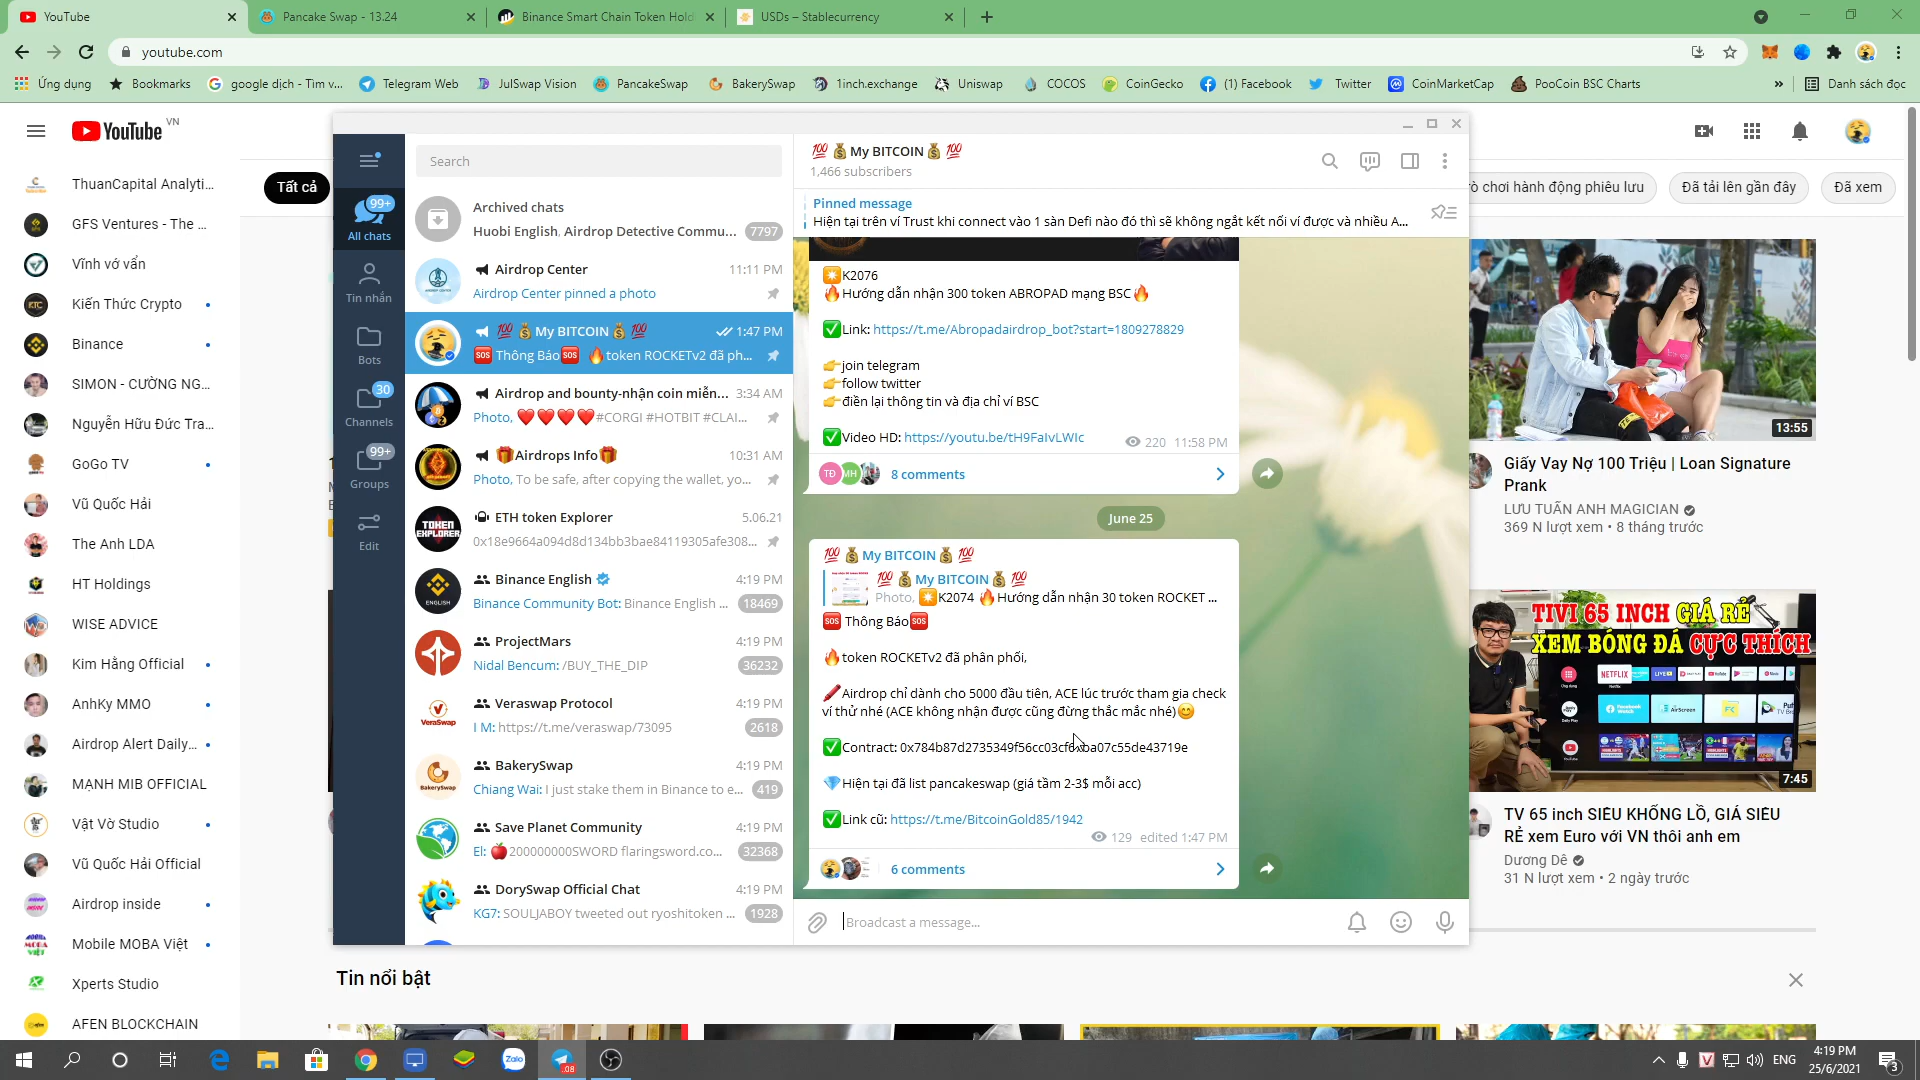 YouTube
Pancake Swap - 13.24
Binance Smart Chain Token Hold
USDs – Stablecurrency
youtube.com
Ứng dụng
Bookmarks
google dịch - Tìm v...
Telegram Web
JulSwap Vision
PancakeSwap
BakerySwap
1inch.exchange
Uniswap
COCOS
CoinGecko
(1) Facebook
Twitter
CoinMarketCap
PooCoin BSC Charts
»
Danh sách đọc
YouTube VN
ThuanCapital Analyti...
GFS Ventures - The ...
Vĩnh vớ vẩn
Kiến Thức Crypto
Binance
SIMON - CƯỜNG NG...
Nguyễn Hữu Đức Tra...
GoGo TV
Vũ Quốc Hải
The Anh LDA
HT Holdings
WISE ADVICE
Kim Hằng Official
AnhKy MMO
Airdrop Alert Daily...
MẠNH MIB OFFICIAL
Vật Vờ Studio
Vũ Quốc Hải Official
Airdrop inside
Mobile MOBA Việt
Xperts Studio
AFEN BLOCKCHAIN
Tất cả
99+
All chats
Tin nhắn
Bots
30
Channels
99+
Groups
Edit
Search
Archived chats
Huobi English, Airdrop Detective Commu... 7797
Airdrop Center 11:11 PM
Airdrop Center pinned a photo
💯💰My BITCOIN💰💯 1:47 PM
🆘 Thông Báo🆘 🔥token ROCKETv2 đã ph...
Airdrop and bounty-nhận coin miễn... 3:34 AM
Photo, ❤️❤️❤️❤️#CORGI #HOTBIT #CLAI...
🎁Airdrops Info🎁 10:31 AM
Photo, To be safe, after copying the wallet, yo...
ETH token Explorer 5.06.21
0x18e9664a094d8d134bb3bae84119305afe308...
Binance English 4:19 PM
Binance Community Bot: Binance English ... 18469
ProjectMars 4:19 PM
Nidal Bencum: /BUY_THE_DIP 36232
Veraswap Protocol 4:19 PM
I M: https://t.me/veraswap/73095 2618
BakerySwap 4:19 PM
Chiang Wai: I just stake them in Binance to e... 419
Save Planet Community 4:19 PM
El: 🍎200000000SWORD flaringsword.co... 32368
DorySwap Official Chat 4:19 PM
KG7: SOULJABOY tweeted out ryoshitoken ... 1928
TOKEN EXPLORER
ENGLISH
VeraSwap
BakerySwap
💯💰My BITCOIN💰💯
1,466 subscribers
Pinned message
Hiện tại trên ví Trust khi connect vào 1 sàn Defi nào đó thì sẽ không ngắt kết nối ví được và nhiều A...
💥K2076
🔥Hướng dẫn nhận 300 token ABROPAD mạng BSC🔥
✅Link: https://t.me/Abropadairdrop_bot?start=1809278829
👉join telegram
👉follow twitter
👉điền lại thông tin và địa chỉ ví BSC
✅Video HD: https://youtu.be/tH9FaIvLWIc
220 11:58 PM
TĐ MH 8 comments
June 25
💯💰My BITCOIN💰💯
💯💰My BITCOIN💰💯
Photo, 💥K2074 🔥Hướng dẫn nhận 30 token ROCKET ...
🆘 Thông Báo🆘
🔥token ROCKETv2 đã phân phối,
🖍Airdrop chỉ dành cho 5000 đầu tiên, ACE lúc trước tham gia check
ví thử nhé (ACE không nhận được cũng đừng thắc mắc nhé)😊
✅Contract: 0x784b87d2735349f56cc03cf6 ba07c55de43719e
💎Hiện tại đã list pancakeswap (giá tầm 2-3$ mỗi acc)
✅Link cũ: https://t.me/BitcoinGold85/1942
129 edited 1:47 PM
6 comments
Broadcast a message...
rò chơi hành động phiêu lưu
Đã tải lên gần đây
Đã xem
13:55
Giấy Vay Nợ 100 Triệu | Loan Signature
Prank
LƯU TUẤN ANH MAGICIAN
369 N lượt xem • 8 tháng trước
TIVI 65 INCH GIÁ RẺ
XEM BÓNG ĐÁ CỰC THÍCH
NETFLIX
7:45
TV 65 inch SIÊU KHỔNG LỒ, GIÁ SIÊU
RẺ xem Euro với VN thôi anh em
Dương Dê
31 N lượt xem • 2 ngày trước
Tin nổi bật
Zalo
ENG
4:19 PM
25/6/2021
3